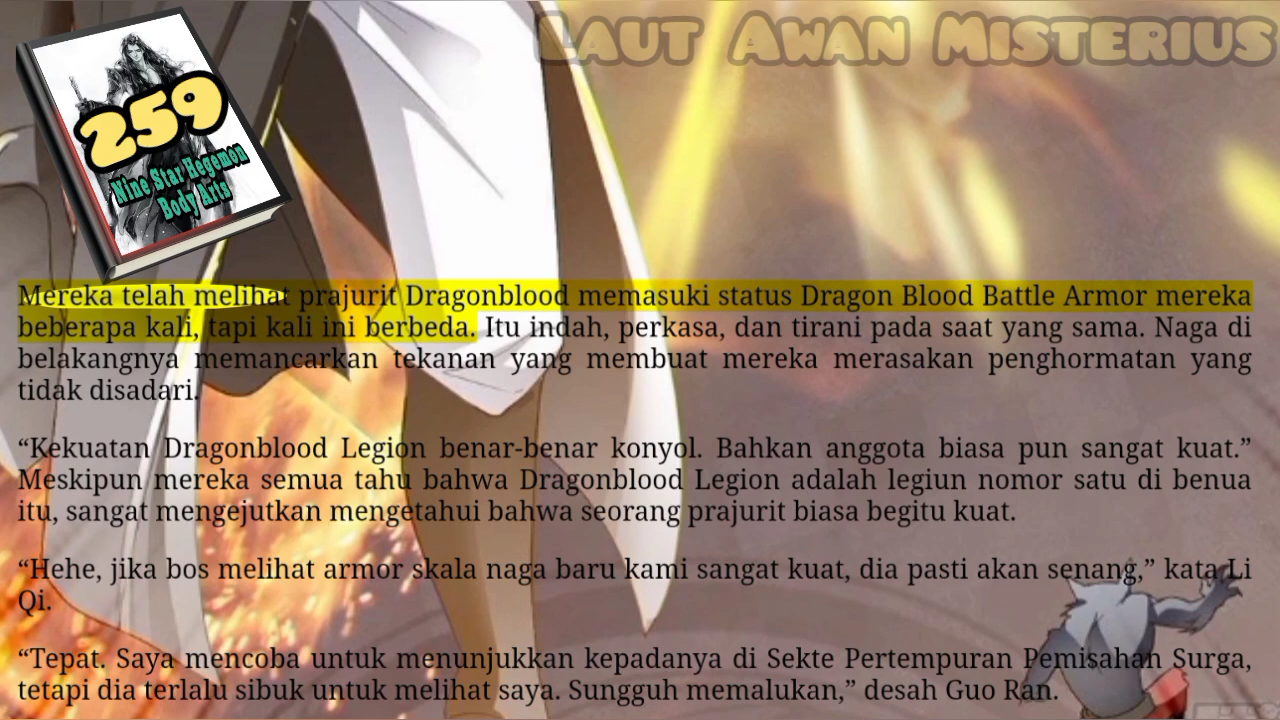 Laut Awan Misterius
259
Nine Star Hegemon
Body Arts
Mereka telah melihat prajurit Dragonblood memasuki status Dragon Blood Battle Armor mereka
beberapa kali, tapi kali ini berbeda. Itu indah, perkasa, dan tirani pada saat yang sama. Naga di
belakangnya memancarkan tekanan yang membuat mereka merasakan penghormatan yang
tidak disadari.
“Kekuatan Dragonblood Legion benar-benar konyol. Bahkan anggota biasa pun sangat kuat.”
Meskipun mereka semua tahu bahwa Dragonblood Legion adalah legiun nomor satu di benua
itu, sangat mengejutkan mengetahui bahwa seorang prajurit biasa begitu kuat.
“Hehe, jika bos melihat armor skala naga baru kami sangat kuat, dia pasti akan senang,” kata Li
Qi.
“Tepat. Saya mencoba untuk menunjukkan kepadanya di Sekte Pertempuran Pemisahan Surga,
tetapi dia terlalu sibuk untuk melihat saya. Sungguh memalukan,” desah Guo Ran.